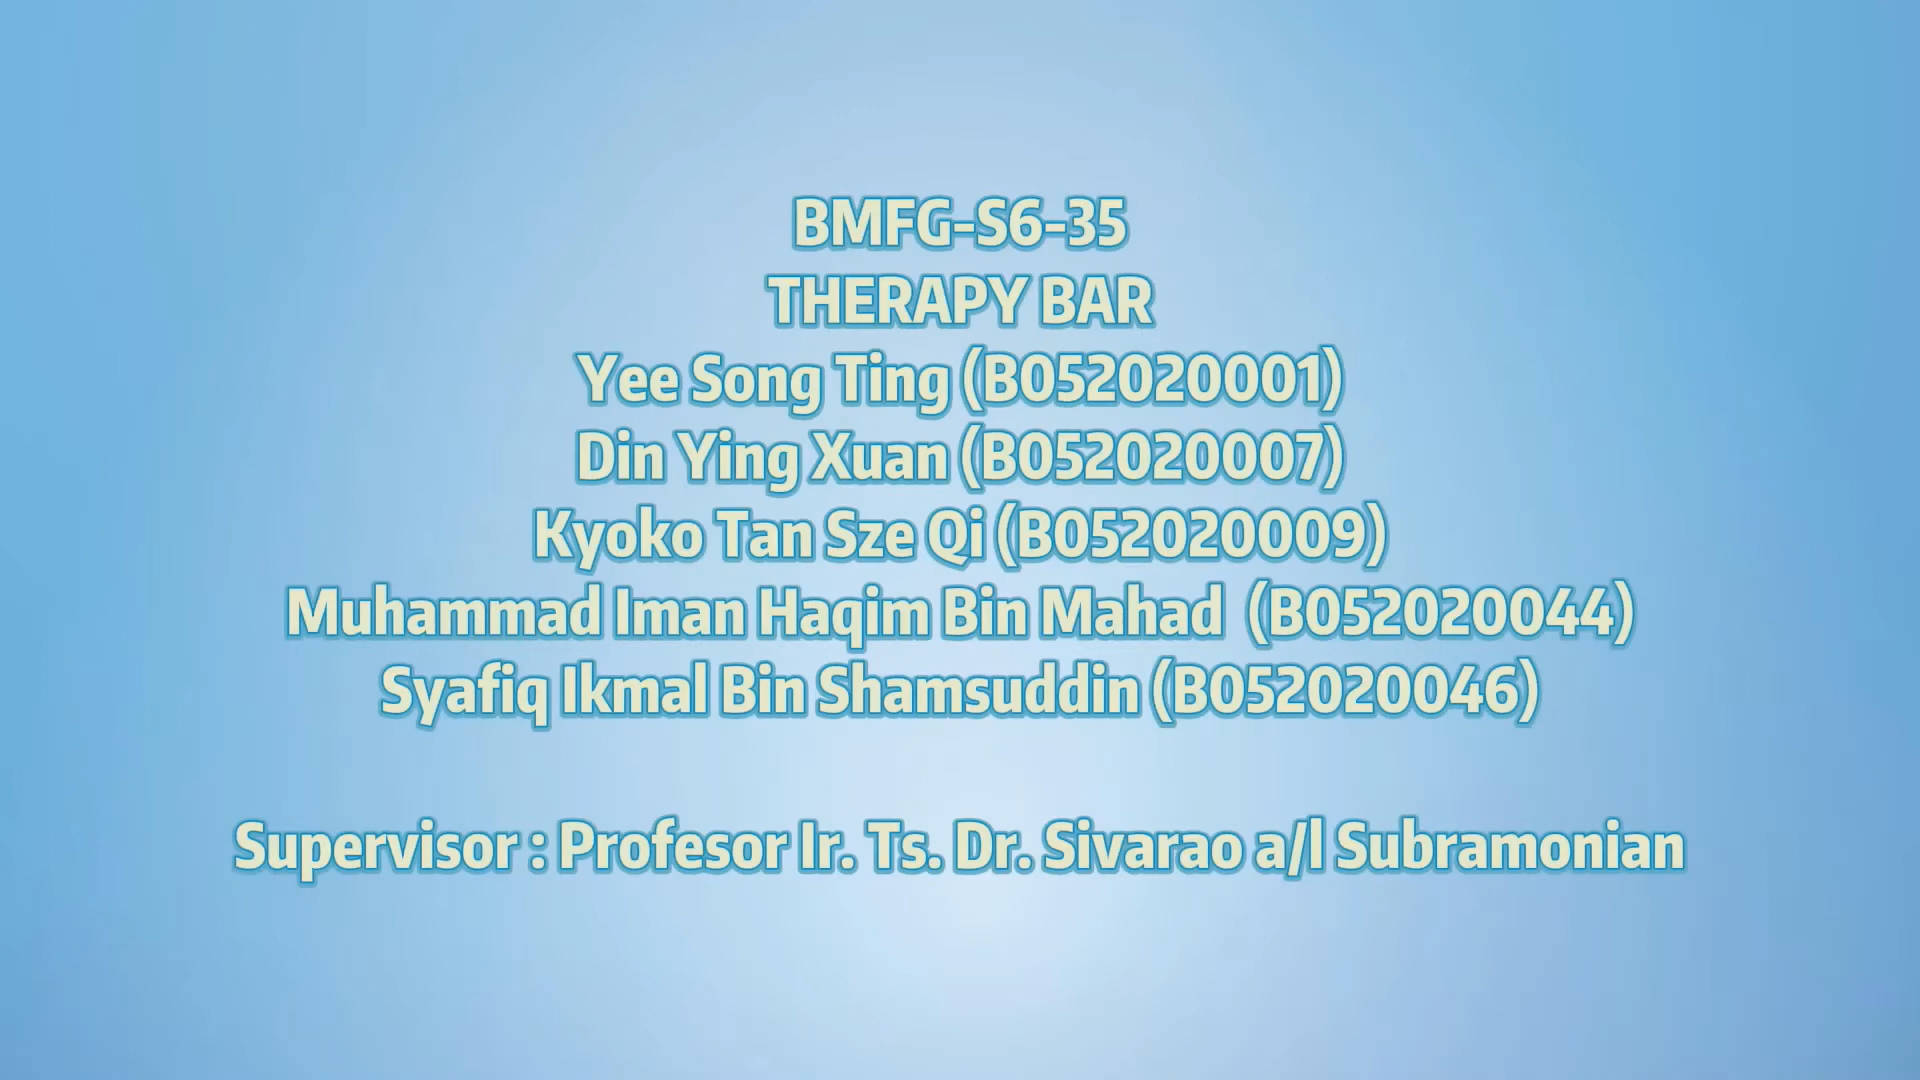 BMFG-S6-35
THERAPY BAR
Yee Song Ting (B052020001)
Din Ying Xuan (B052020007)
Kyoko Tan Sze Qi (B052020009)
Muhammad Iman Haqim Bin Mahad (B052020044)
Syafiq Ikmal Bin Shamsuddin (B052020046)
Supervisor : Profesor Ir. Ts. Dr. Sivarao a/l Subramonian